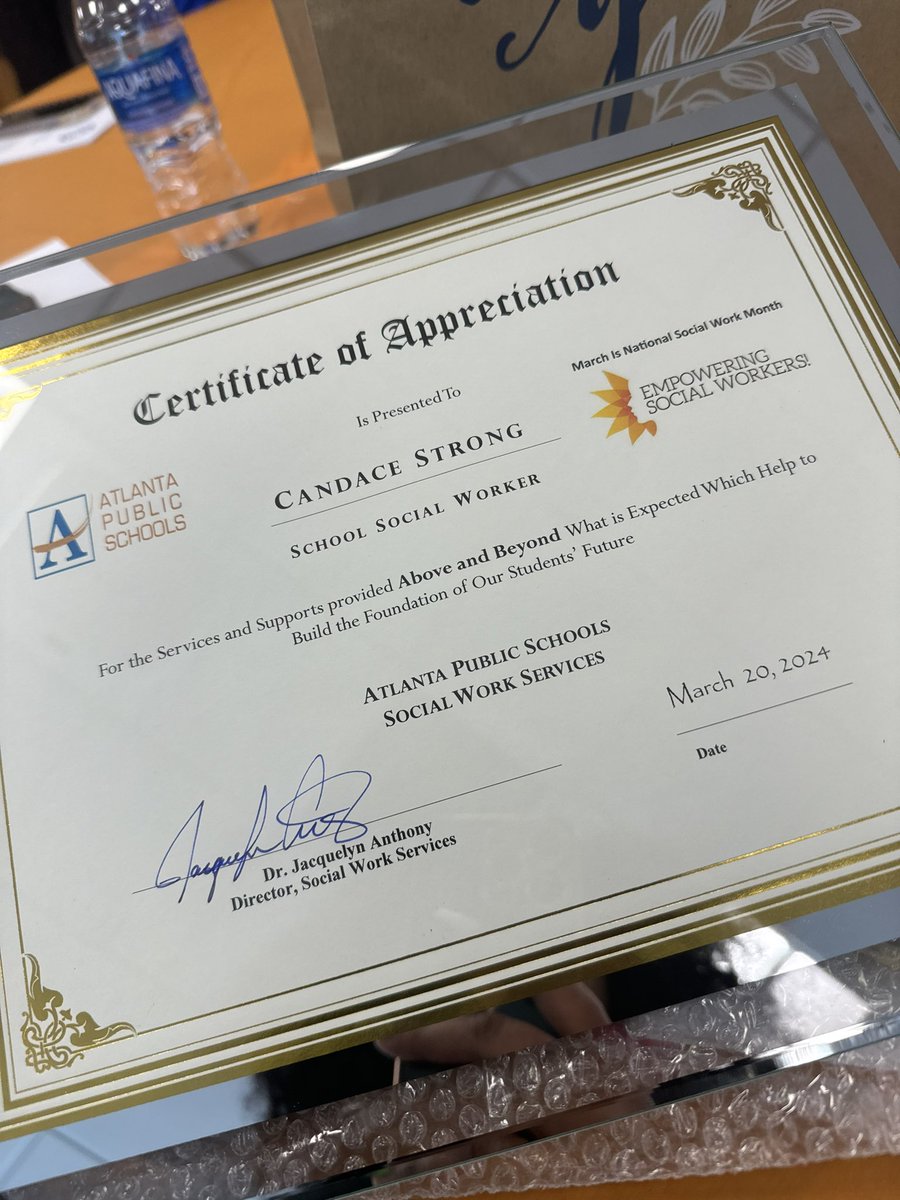 AQUAFINA
Certificate of Appreciation
Is Presented To
March Is National Social Work Month
EMPOWERING
SOCIAL WORKERS!
CANDACE STRONG
SCHOOL SOCIAL WORKER
A
ATLANTA
PUBLIC
SCHOOLS
For the Services and Supports provided Above and Beyond What is Expected Which Help to
Build the Foundation of Our Students' Future
ATLANTA PUBLIC SCHOOLS
SOCIAL WORK SERVICES
March 20, 2024
Date
Dr. Jacquelyn Anthony
Director, Social Work Services